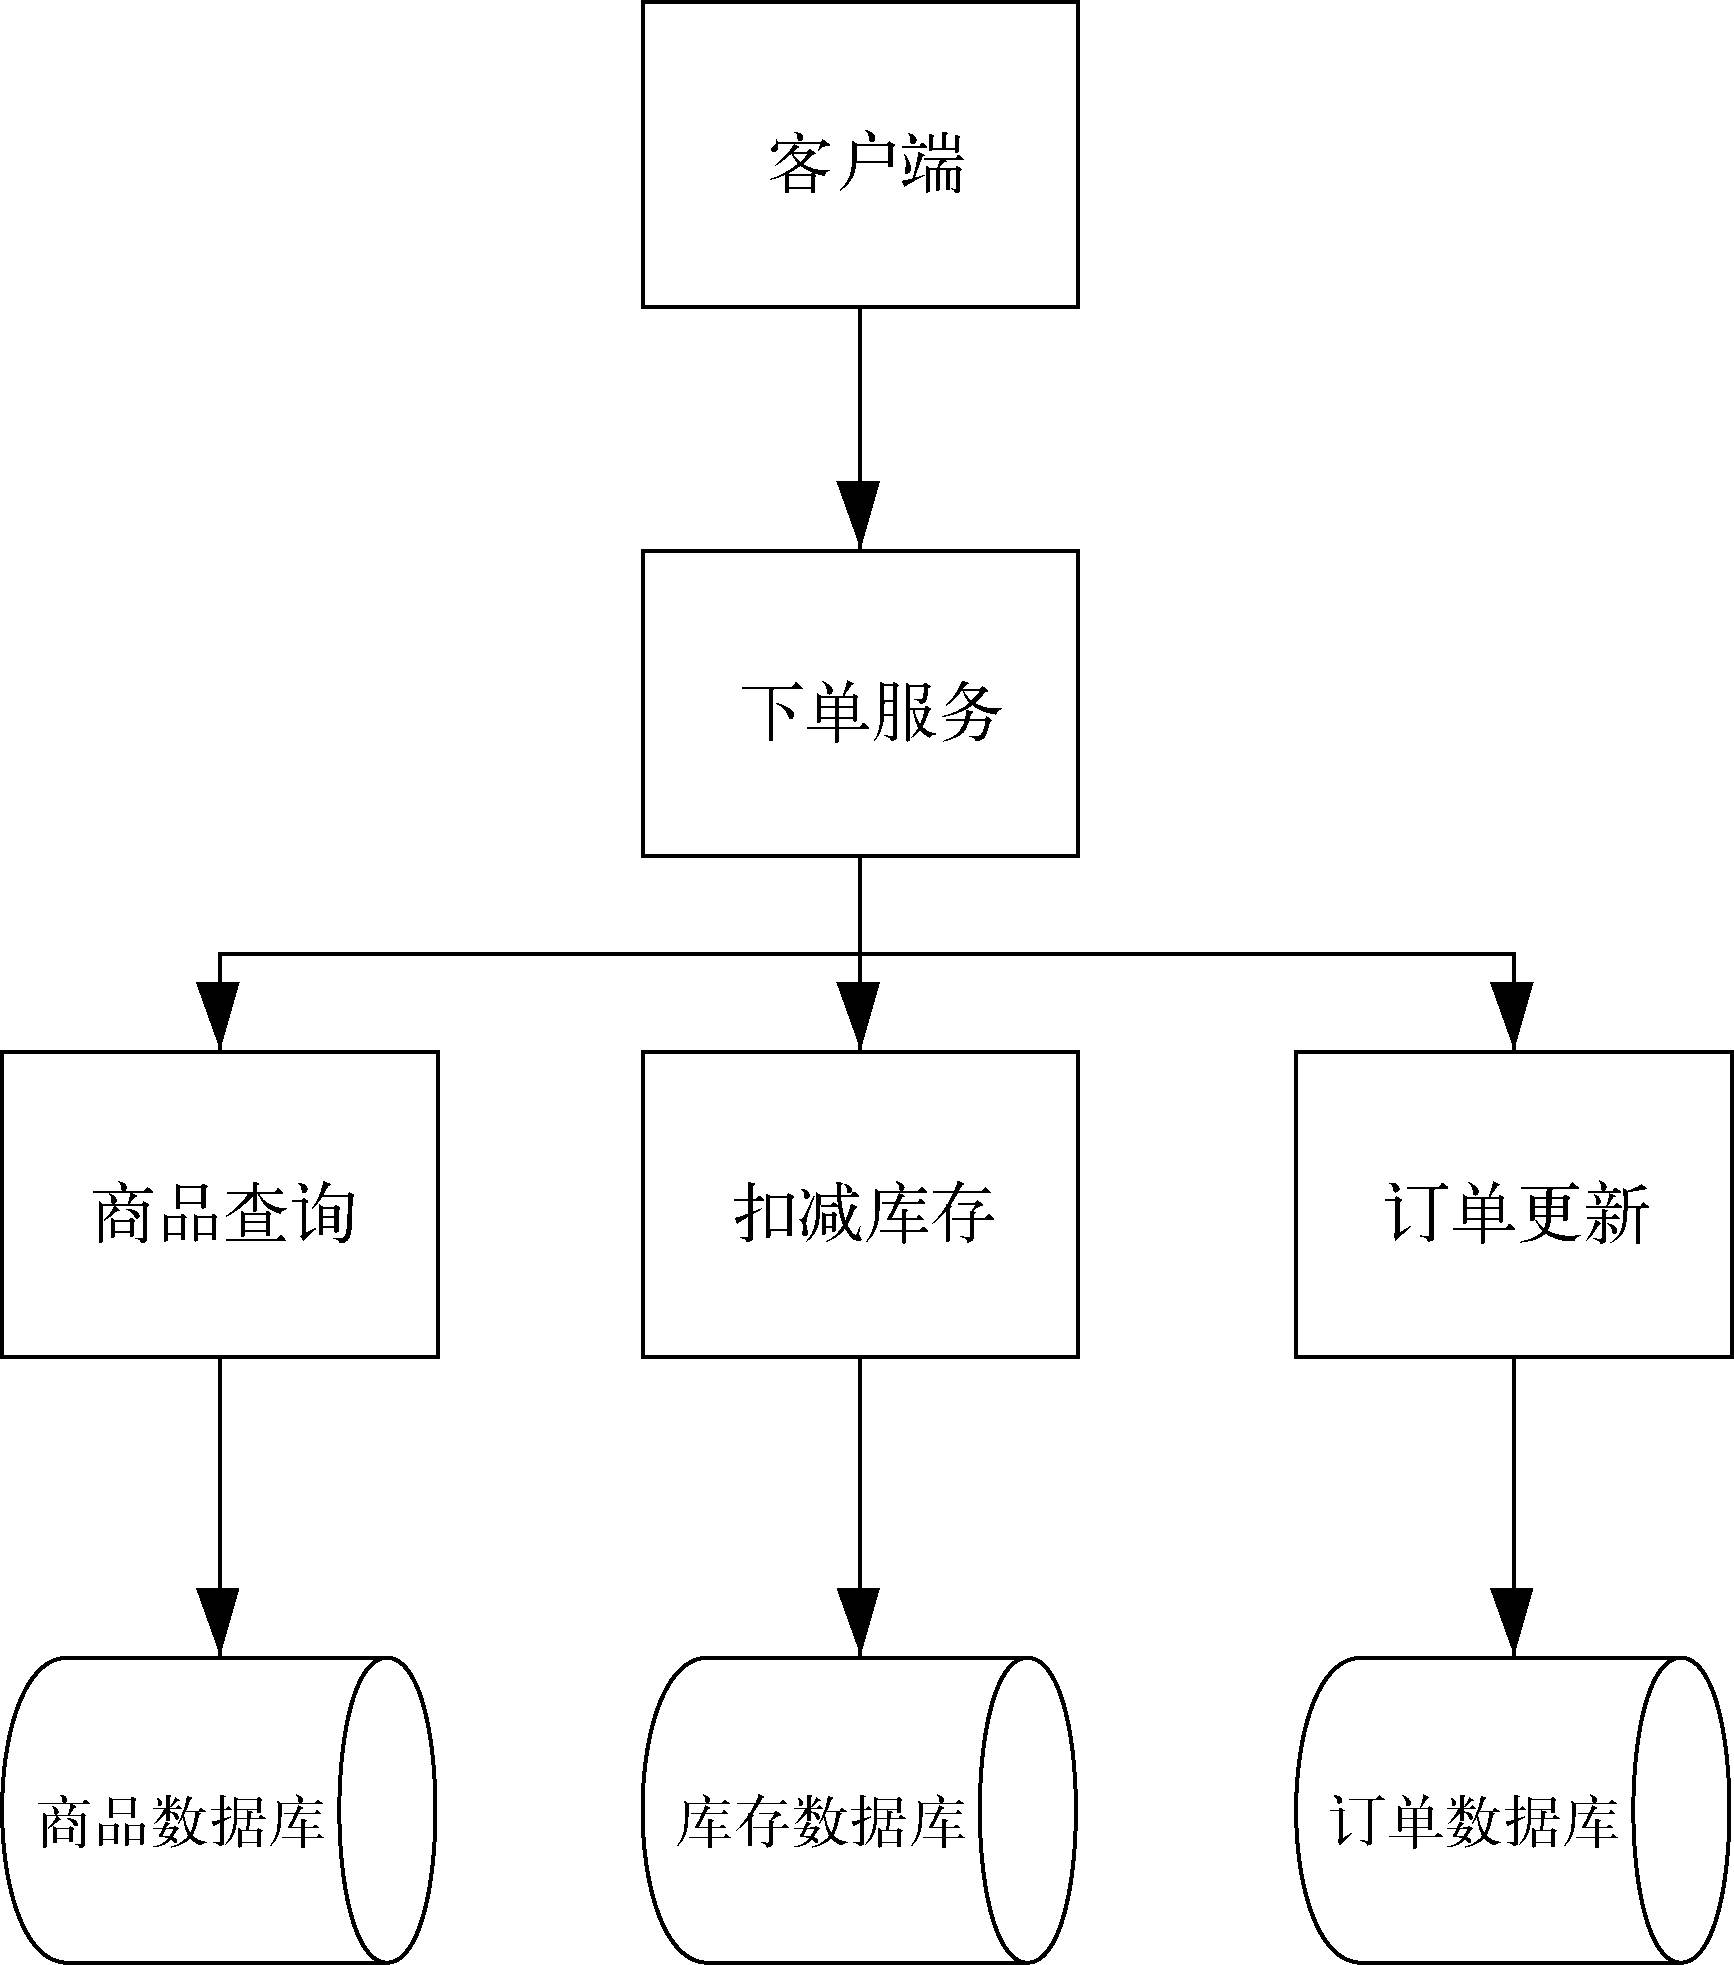 客户端
下单服务
商品查询
扣减库存
订单更新
商品数据库
库存数据库
订单数据库